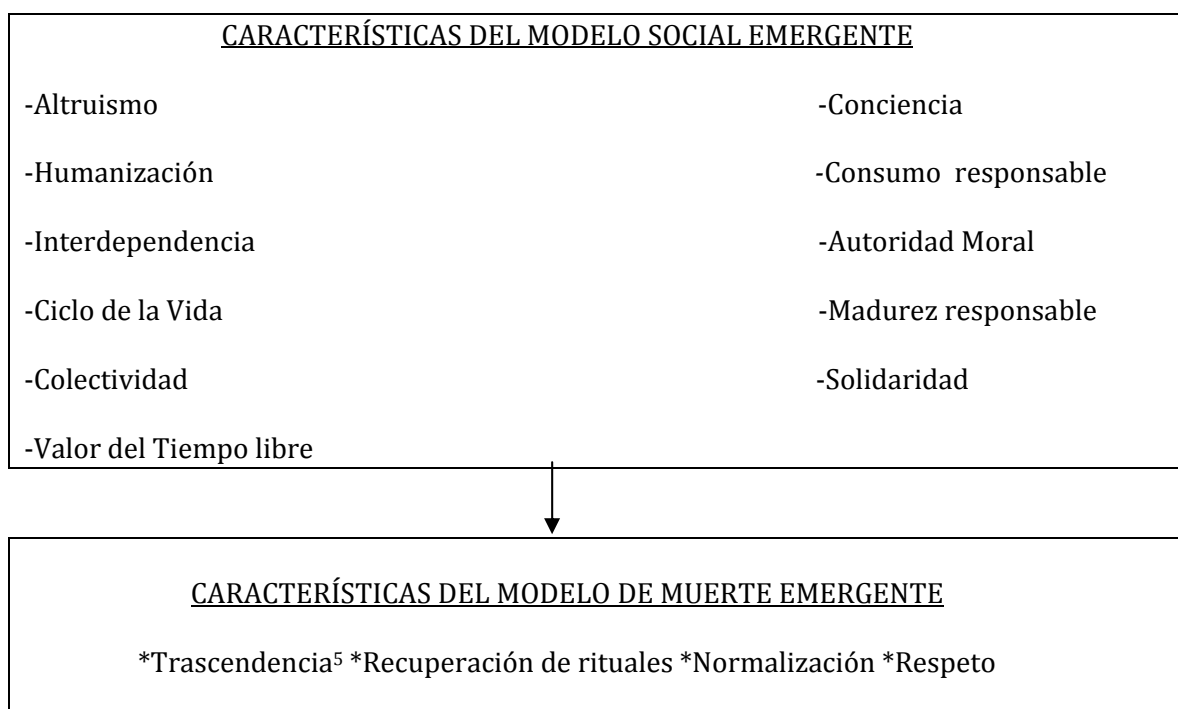 CARACTERÍSTICAS DEL MODELO SOCIAL EMERGENTE
-Altruismo -Conciencia
-Humanización -Consumo responsable
-Interdependencia -Autoridad Moral
-Ciclo de la Vida -Madurez responsable
-Colectividad -Solidaridad
-Valor del Tiempo libre
CARACTERÍSTICAS DEL MODELO DE MUERTE EMERGENTE
*Trascendencia⁵ *Recuperación de rituales *Normalización *Respeto